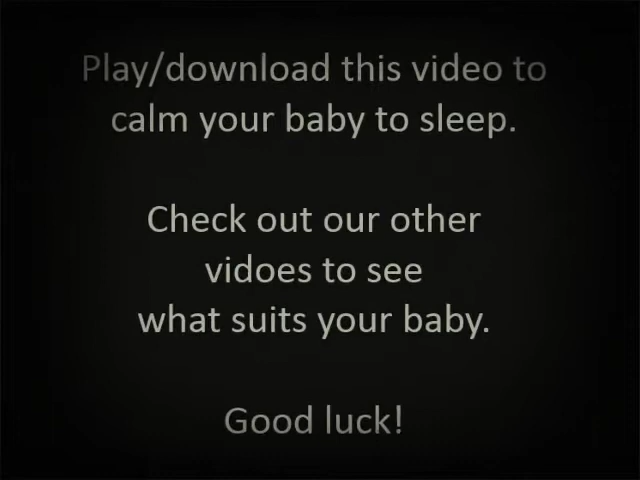 Play/download this video to
calm your baby to sleep.
Check out our other
vidoes to see
what suits your baby.
Good luck!